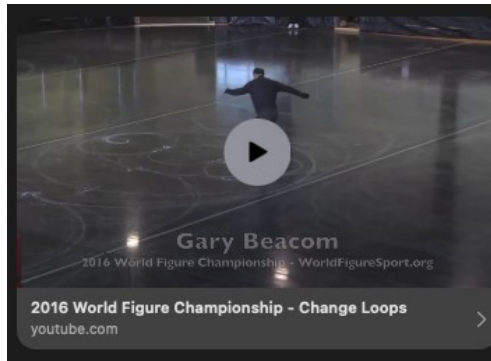 Gary Beacom
2016 World Figure Championship - WorldFigureSport.org
2016 World Figure Championship - Change Loops
youtube.com